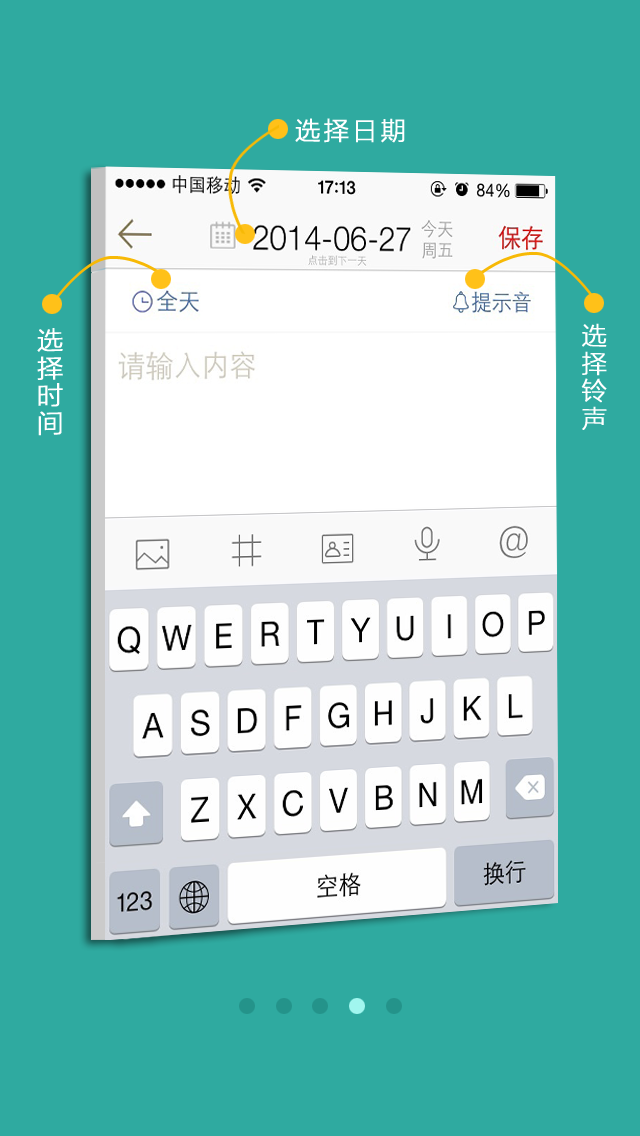 选择日期
中国移动 17:13 84%
2014-06-27 今天
周五
保存
点击到下一天
全天 提示音
选择时间
选择铃声
请输入内容
@
Q W E R T Y U I O P
A S D F G H J K L
Z X C V B N M
123 空格 换行